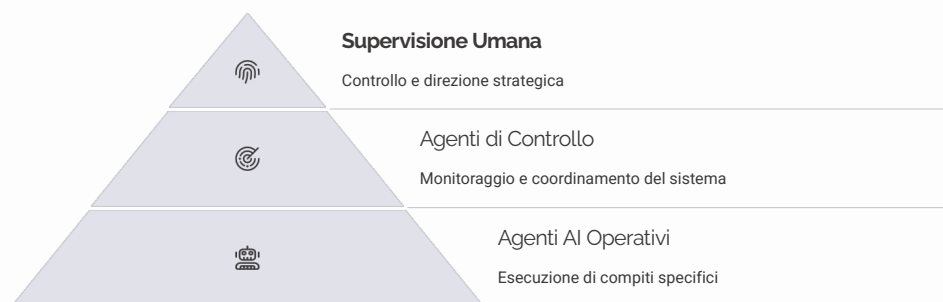 Supervisione Umana
Controllo e direzione strategica
Agenti di Controllo
Monitoraggio e coordinamento del sistema
Agenti AI Operativi
Esecuzione di compiti specifici